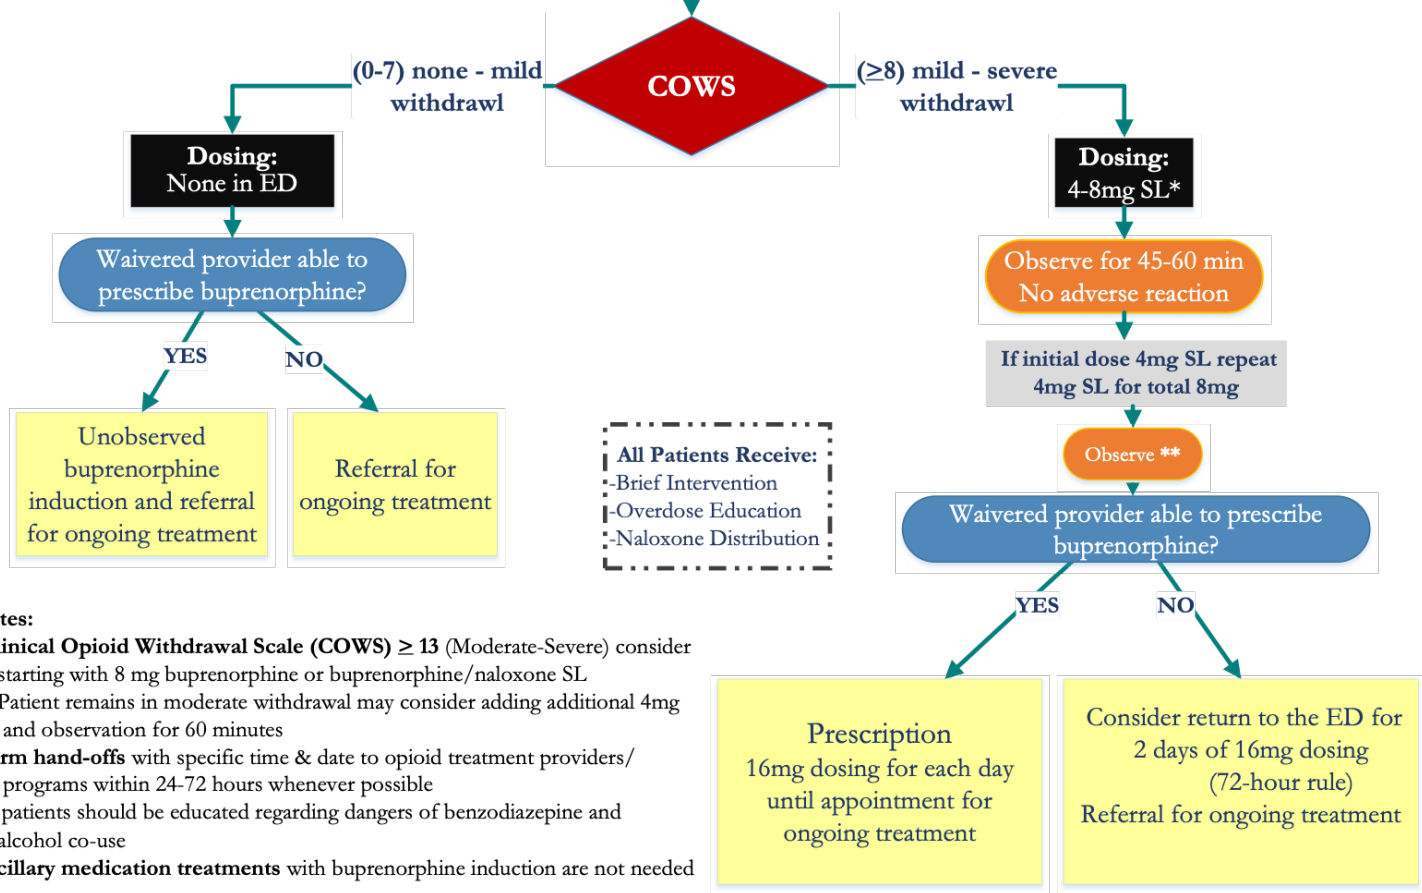 COWS
(0-7) none - mild
withdrawl
(≥8) mild - severe
withdrawl
Dosing:
None in ED
Waivered provider able to
prescribe buprenorphine?
YES
NO
Unobserved
buprenorphine
induction and referral
for ongoing treatment
Referral for
ongoing treatment
Dosing:
4-8mg SL*
Observe for 45-60 min
No adverse reaction
If initial dose 4mg SL repeat
4mg SL for total 8mg
Observe **
Waivered provider able to prescribe
buprenorphine?
YES
NO
Prescription
16mg dosing for each day
until appointment for
ongoing treatment
Consider return to the ED for
2 days of 16mg dosing
(72-hour rule)
Referral for ongoing treatment
All Patients Receive:
-Brief Intervention
-Overdose Education
-Naloxone Distribution
tes:
linical Opioid Withdrawal Scale (COWS) ≥ 13 (Moderate-Severe) consider
starting with 8 mg buprenorphine or buprenorphine/naloxone SL
Patient remains in moderate withdrawal may consider adding additional 4mg
and observation for 60 minutes
rm hand-offs with specific time & date to opioid treatment providers/
programs within 24-72 hours whenever possible
patients should be educated regarding dangers of benzodiazepine and
alcohol co-use
cillary medication treatments with buprenorphine induction are not needed